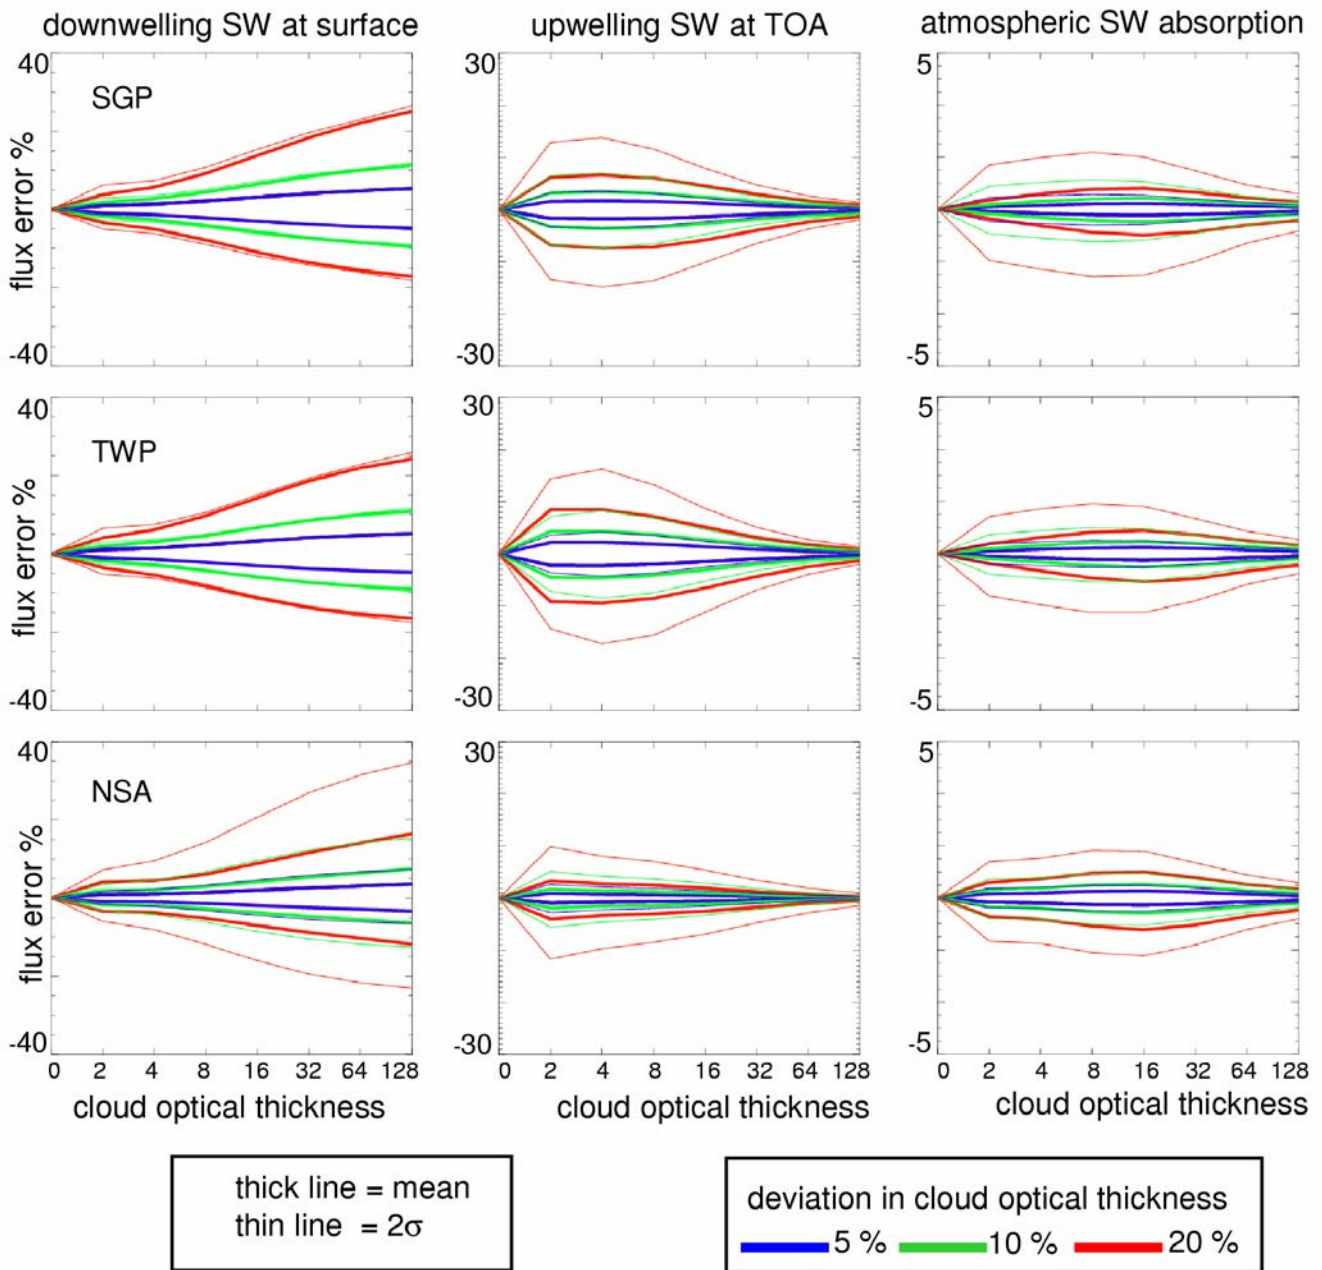 downwelling SW at surface
upwelling SW at TOA
atmospheric SW absorption
40
SGP
flux error %
-40
30
-30
5
-5
40
TWP
flux error %
-40
30
-30
5
-5
40
NSA
flux error %
-40
30
-30
5
-5
0 2 4 8 16 32 64 128
0 2 4 8 16 32 64 128
0 2 4 8 16 32 64 128
cloud optical thickness
cloud optical thickness
cloud optical thickness
thick line = mean
thin line = 2σ
deviation in cloud optical thickness
5 % 10 % 20 %